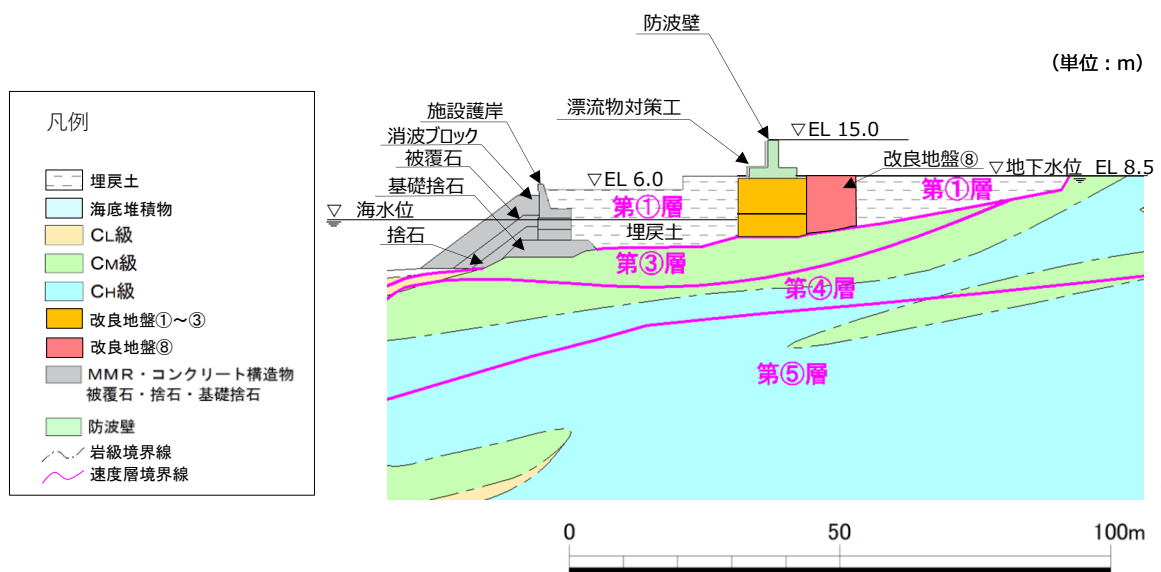 防波壁
(単位：m)
凡例
埋戻土
海底堆積物
CL級
CM級
CH級
改良地盤①～③
改良地盤⑧
MMR・コンクリート構造物
被覆石・捨石・基礎捨石
防波壁
岩級境界線
速度層境界線
施設護岸
漂流物対策工
消波ブロック
▽EL 15.0
被覆石
改良地盤⑧
▽地下水位 EL 8.5
基礎捨石
▽EL 6.0
第①層
第①層
▽ 海水位
埋戻土
捨石
第③層
第④層
第⑤層
0 50 100m